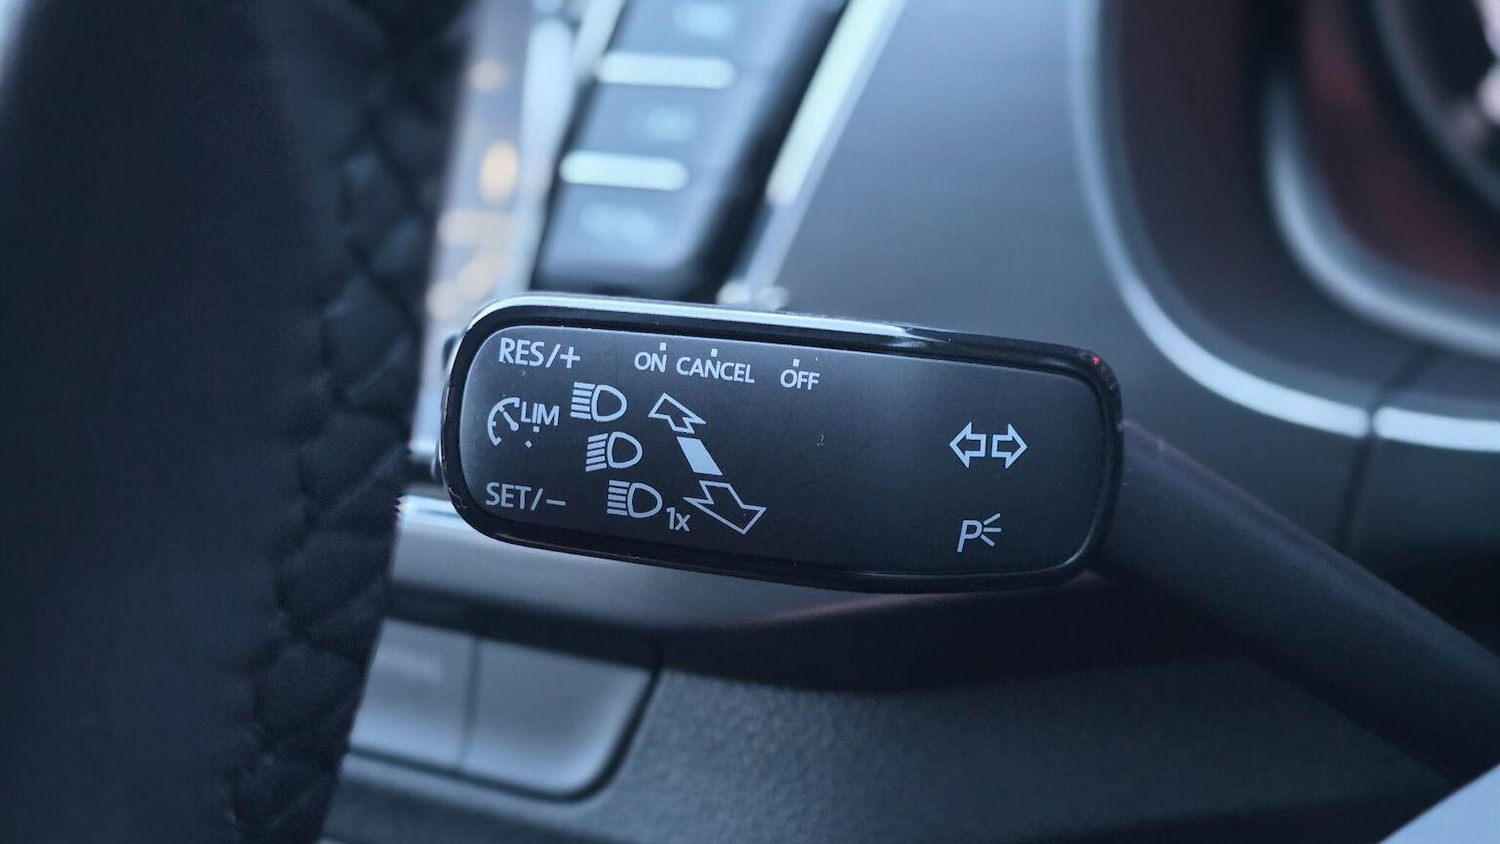 RES/+
ON CANCEL OFF
LIM
SET/−
1x
P